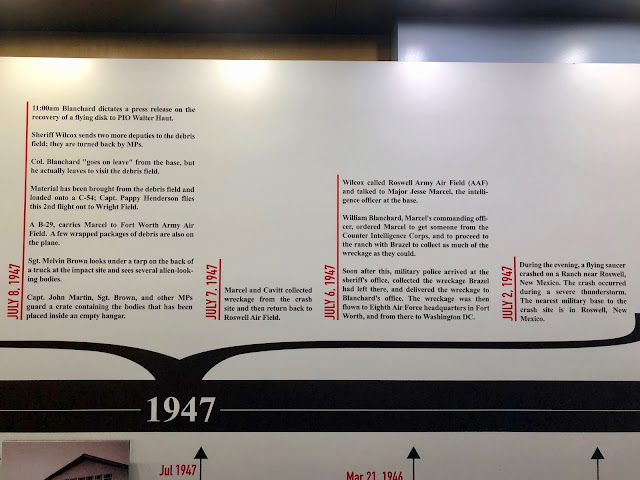 11:00am Blanchard dictates a press release on the
recovery of a flying disk to PIO Walter Haut.
Sheriff Wilcox sends two more deputies to the debris
field; they are turned back by MPs.
Col. Blanchard "goes on leave" from the base, but
he actually leaves to visit the debris field.
Material has been brought from the debris field and
loaded onto a C-54; Capt. Pappy Henderson flies
this 2nd flight out to Wright Field.
A B-29, carries Marcel to Fort Worth Army Air
Field. A few wrapped packages of debris are also on
the plane.
Sgt. Melvin Brown looks under a tarp on the back of
a truck at the impact site and sees several alien-look-
ing bodies.
Capt. John Martin, Sgt. Brown, and other MPs
guard a crate containing the bodies that has been
placed inside an empty hangar.
JULY 8, 1947
Marcel and Cavitt collected
wreckage from the crash
site and then return back to
Roswell Air Field.
JULY 7, 1947
Wilcox called Roswell Army Air Field (AAF)
and talked to Major Jesse Marcel, the intelli-
gence officer at the base.
William Blanchard, Marcel's commanding offi-
cer, ordered Marcel to get someone from the
Counter Intelligence Corps, and to proceed to
the ranch with Brazel to collect as much of the
wreckage as they could.
Soon after this, military police arrived at the
sheriff's office, collected the wreckage Brazel
had left there, and delivered the wreckage to
Blanchard's office. The wreckage was then
flown to Eighth Air Force headquarters in Fort
Worth, and from there to Washington DC.
JULY 6, 1947
During the evening, a flying saucer
crashed on a Ranch near Roswell,
New Mexico. The crash occurred
during a severe thunderstorm.
The nearest military base to the
crash site is in Roswell, New
Mexico.
JULY 2, 1947
1947
Jul 1947
Mar 21, 1946